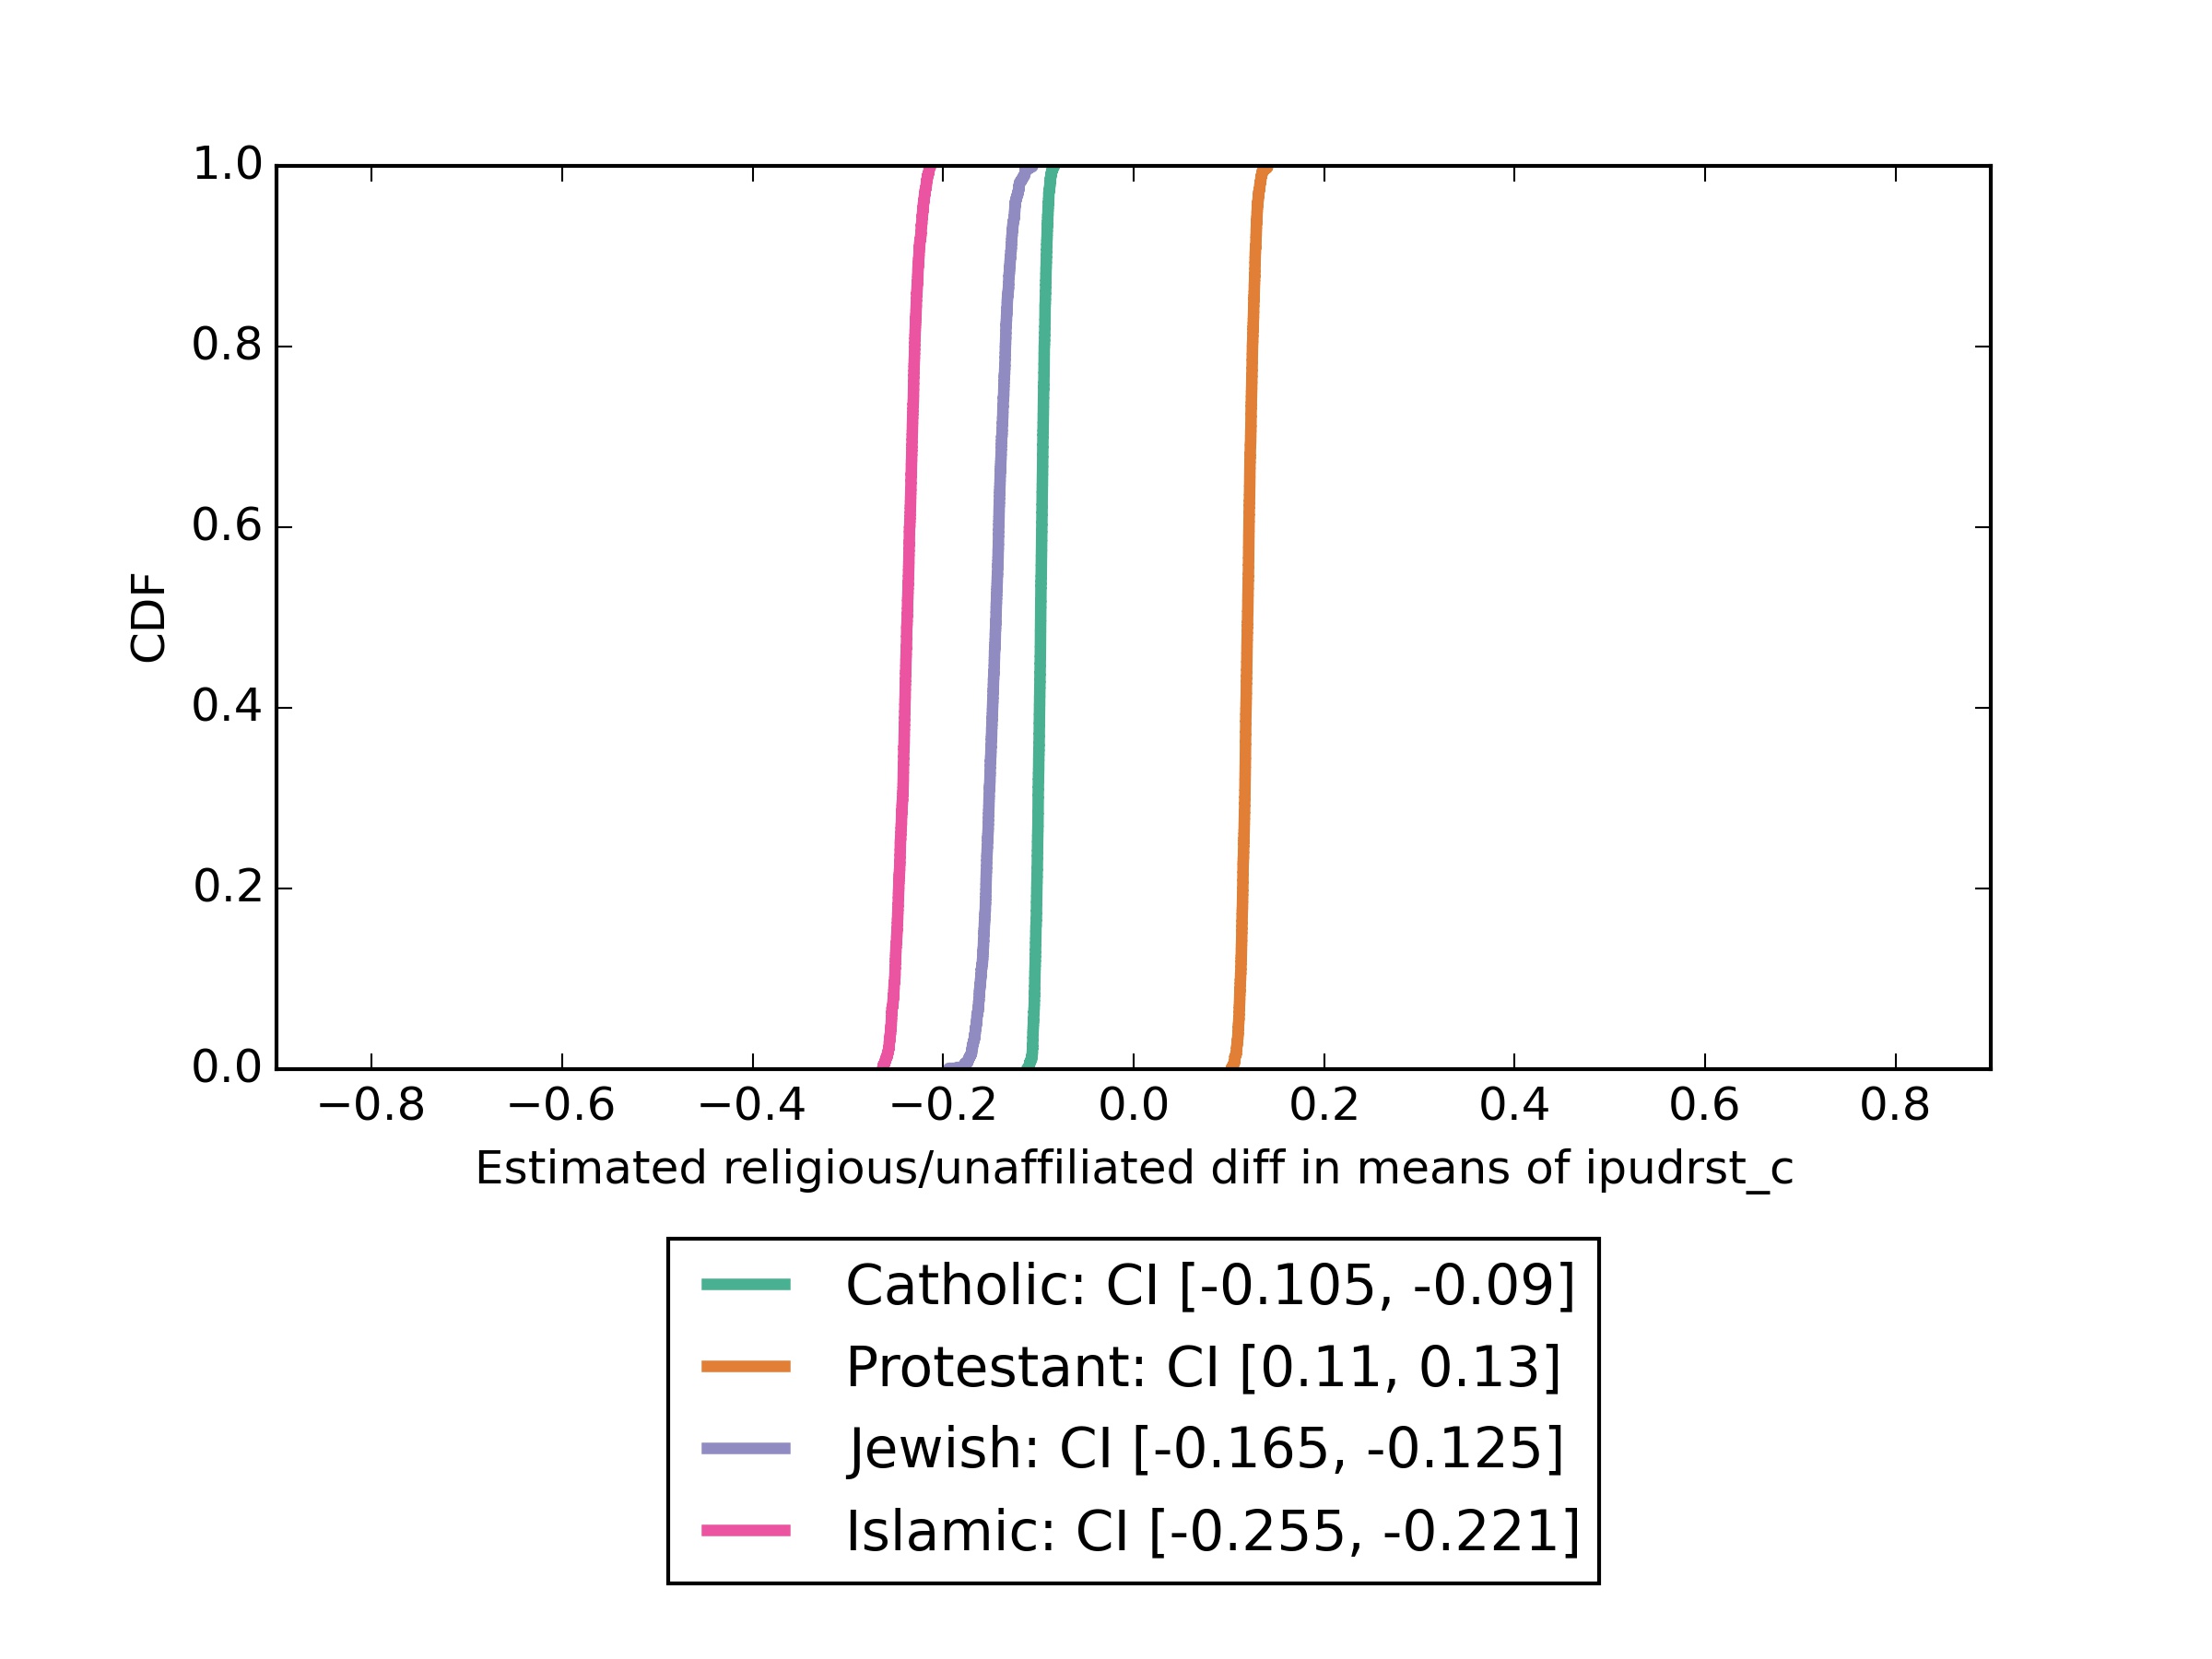 1.0
0.8
0.6
0.4
0.2
0.0
CDF
−0.8 −0.6 −0.4 −0.2 0.0 0.2 0.4 0.6 0.8
Estimated religious/unaffiliated diff in means of ipudrst_c
Catholic: CI [-0.105, -0.09]
Protestant: CI [0.11, 0.13]
Jewish: CI [-0.165, -0.125]
Islamic: CI [-0.255, -0.221]